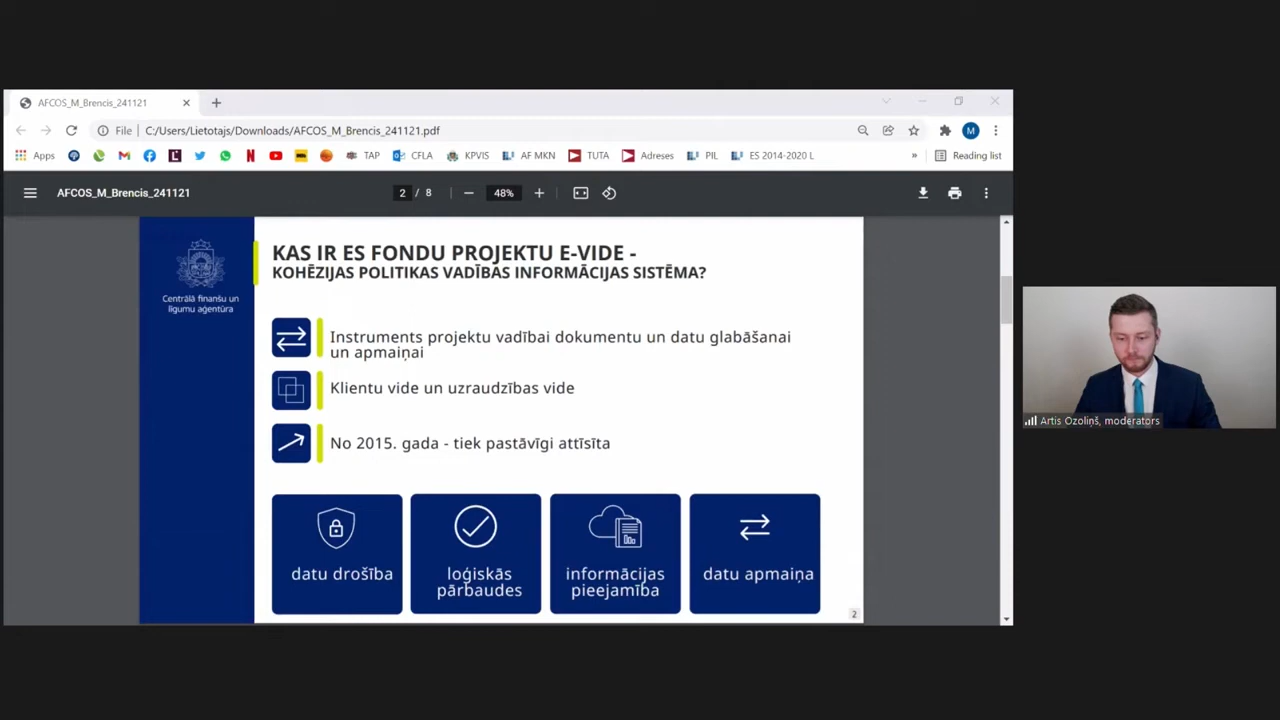 AFCOS_M_Brencis_241121
File
C:/Users/Lietotajs/Downloads/AFCOS_M_Brencis_241121.pdf
M
Apps
TAP
CFLA
KPVIS
AF MKN
TUTA
Adreses
PIL
ES 2014-2020 L
»
Reading list
AFCOS_M_Brencis_241121
2 / 8
48%
Centrālā finanšu un
līgumu aģentūra
KAS IR ES FONDU PROJEKTU E-VIDE -
KOHĒZIJAS POLITIKAS VADĪBAS INFORMĀCIJAS SISTĒMA?
Instruments projektu vadībai dokumentu un datu glabāšanai
un apmaiņai
Klientu vide un uzraudzības vide
No 2015. gada - tiek pastāvīgi attīsīta
datu drošība
loģiskās
pārbaudes
informācijas
pieejamība
datu apmaiņa
2
Artis Ozoliņš, moderators